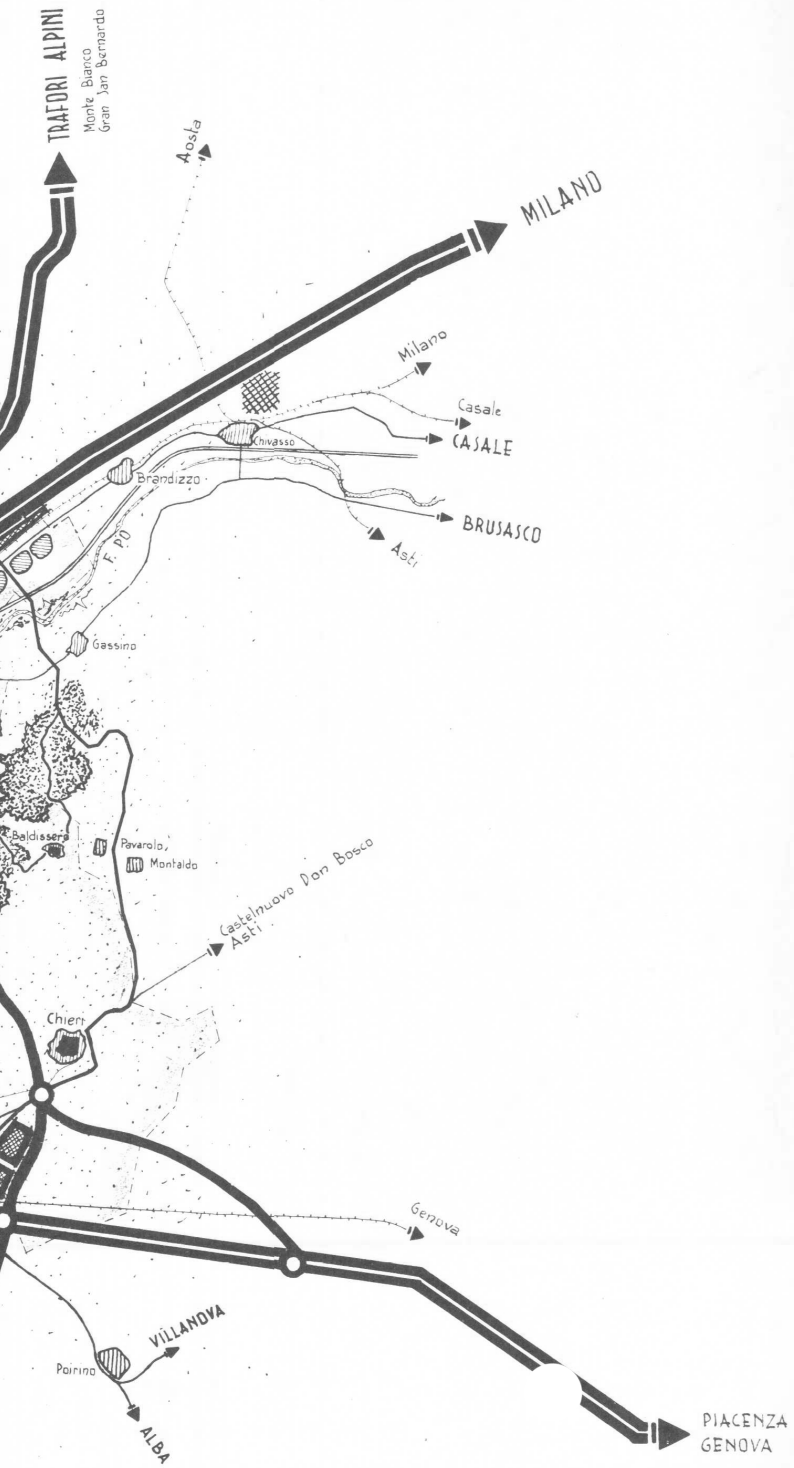 TRAFORI ALPINI
Monte Bianco
Gran San Bernardo
Aosta
MILANO
Milano
Casale
CASALE
Chivasso
Brandizzo
BRUSASCO
Asti
F. PO
Gassino
Baldissero
Pavarolo
Montaldo
Castelnuovo Don Bosco
Asti
Chieri
Genova
VILLANOVA
Poirino
ALBA
PIACENZA
GENOVA